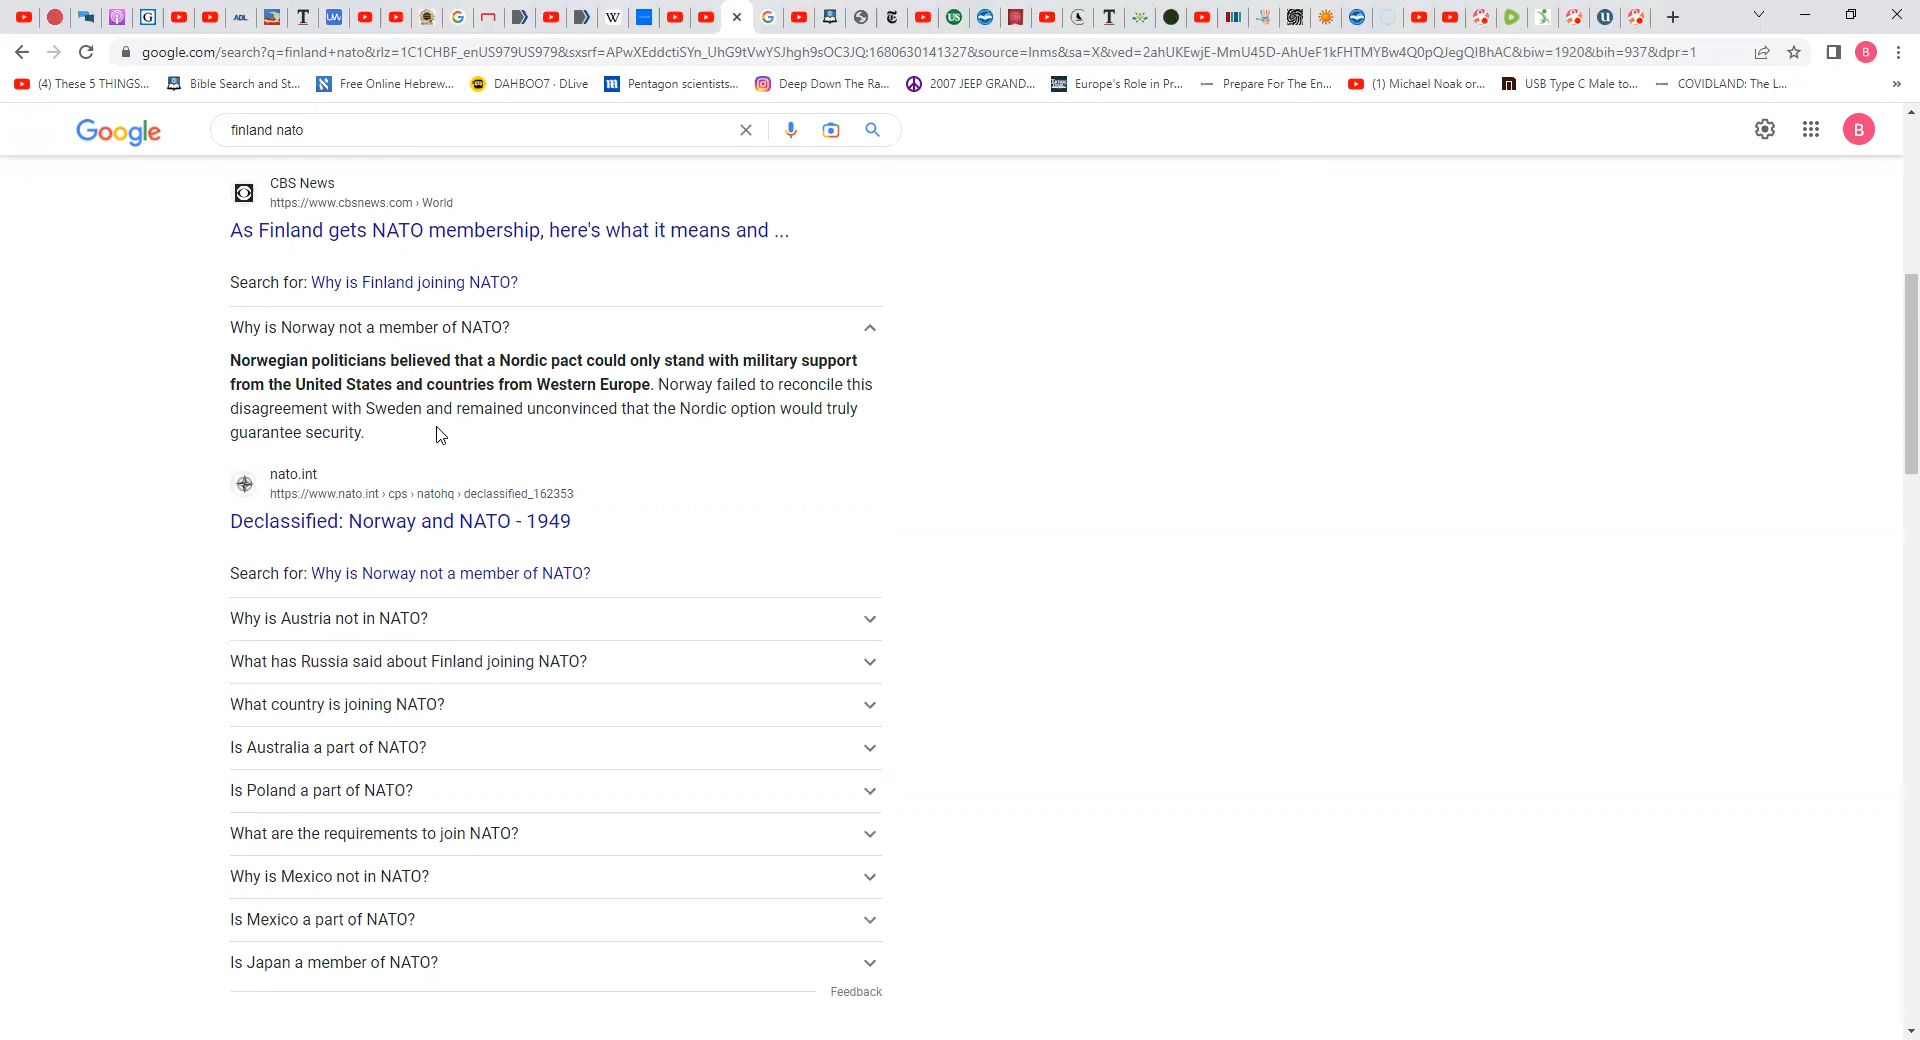 ADL
T
UW
W
US
T
google.com/search?q=finland+nato&rlz=1C1CHBF_enUS979US979&sxsrf=APwXEddctiSYn_UhG9tVwYSJhgh9sOC3JQ:1680630141327&source=lnms&sa=X&ved=2ahUKEwjE-MmU45D-AhUeF1kFHTMYBw4Q0pQJegQIBhAC&biw=1920&bih=937&dpr=1
B
(4) These 5 THINGS...
Bible Search and St...
Free Online Hebrew...
DAHBOO7 · DLive
Pentagon scientists...
Deep Down The Ra...
2007 JEEP GRAND...
Europe's Role in Pr...
Prepare For The En...
(1) Michael Noak or...
USB Type C Male to...
COVIDLAND: The L...
Google
finland nato
B
CBS News
https://www.cbsnews.com › World
As Finland gets NATO membership, here's what it means and ...
Search for: Why is Finland joining NATO?
Why is Norway not a member of NATO?
Norwegian politicians believed that a Nordic pact could only stand with military support
from the United States and countries from Western Europe. Norway failed to reconcile this
disagreement with Sweden and remained unconvinced that the Nordic option would truly
guarantee security.
nato.int
https://www.nato.int › cps › natohq › declassified_162353
Declassified: Norway and NATO - 1949
Search for: Why is Norway not a member of NATO?
Why is Austria not in NATO?
What has Russia said about Finland joining NATO?
What country is joining NATO?
Is Australia a part of NATO?
Is Poland a part of NATO?
What are the requirements to join NATO?
Why is Mexico not in NATO?
Is Mexico a part of NATO?
Is Japan a member of NATO?
Feedback